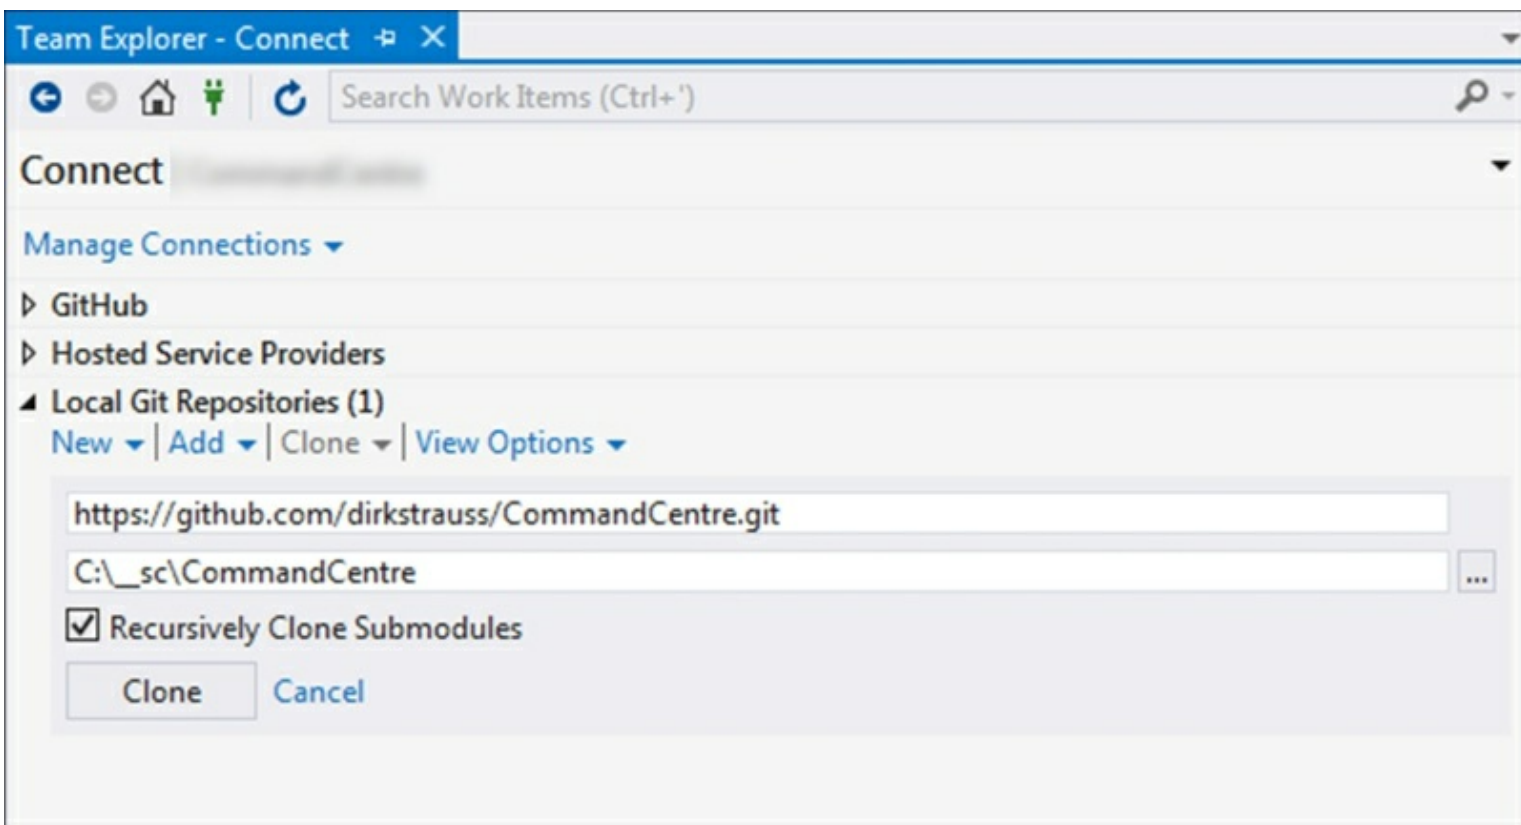 Team Explorer - Connect
Search Work Items (Ctrl+')
Connect
Manage Connections
GitHub
Hosted Service Providers
Local Git Repositories (1)
New | Add | Clone | View Options
https://github.com/dirkstrauss/CommandCentre.git
C:\__sc\CommandCentre
...
Recursively Clone Submodules
Clone Cancel